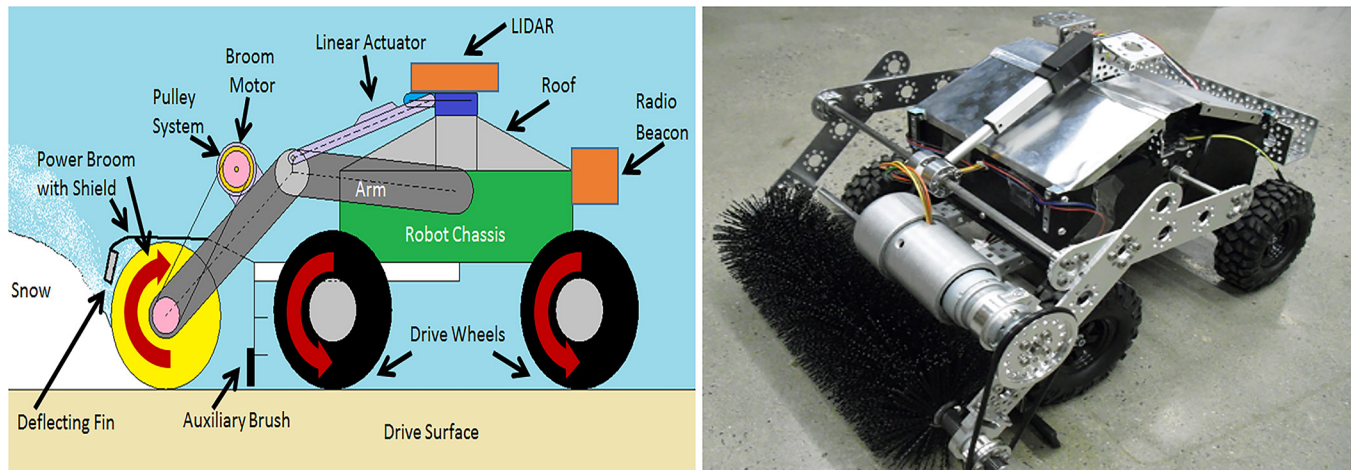 LIDAR
Linear Actuator
Broom
Motor
Roof
Radio
Beacon
Pulley
System
Power Broom
with Shield
Arm
Robot Chassis
Snow
Drive Wheels
Deflecting Fin
Auxiliary Brush
Drive Surface